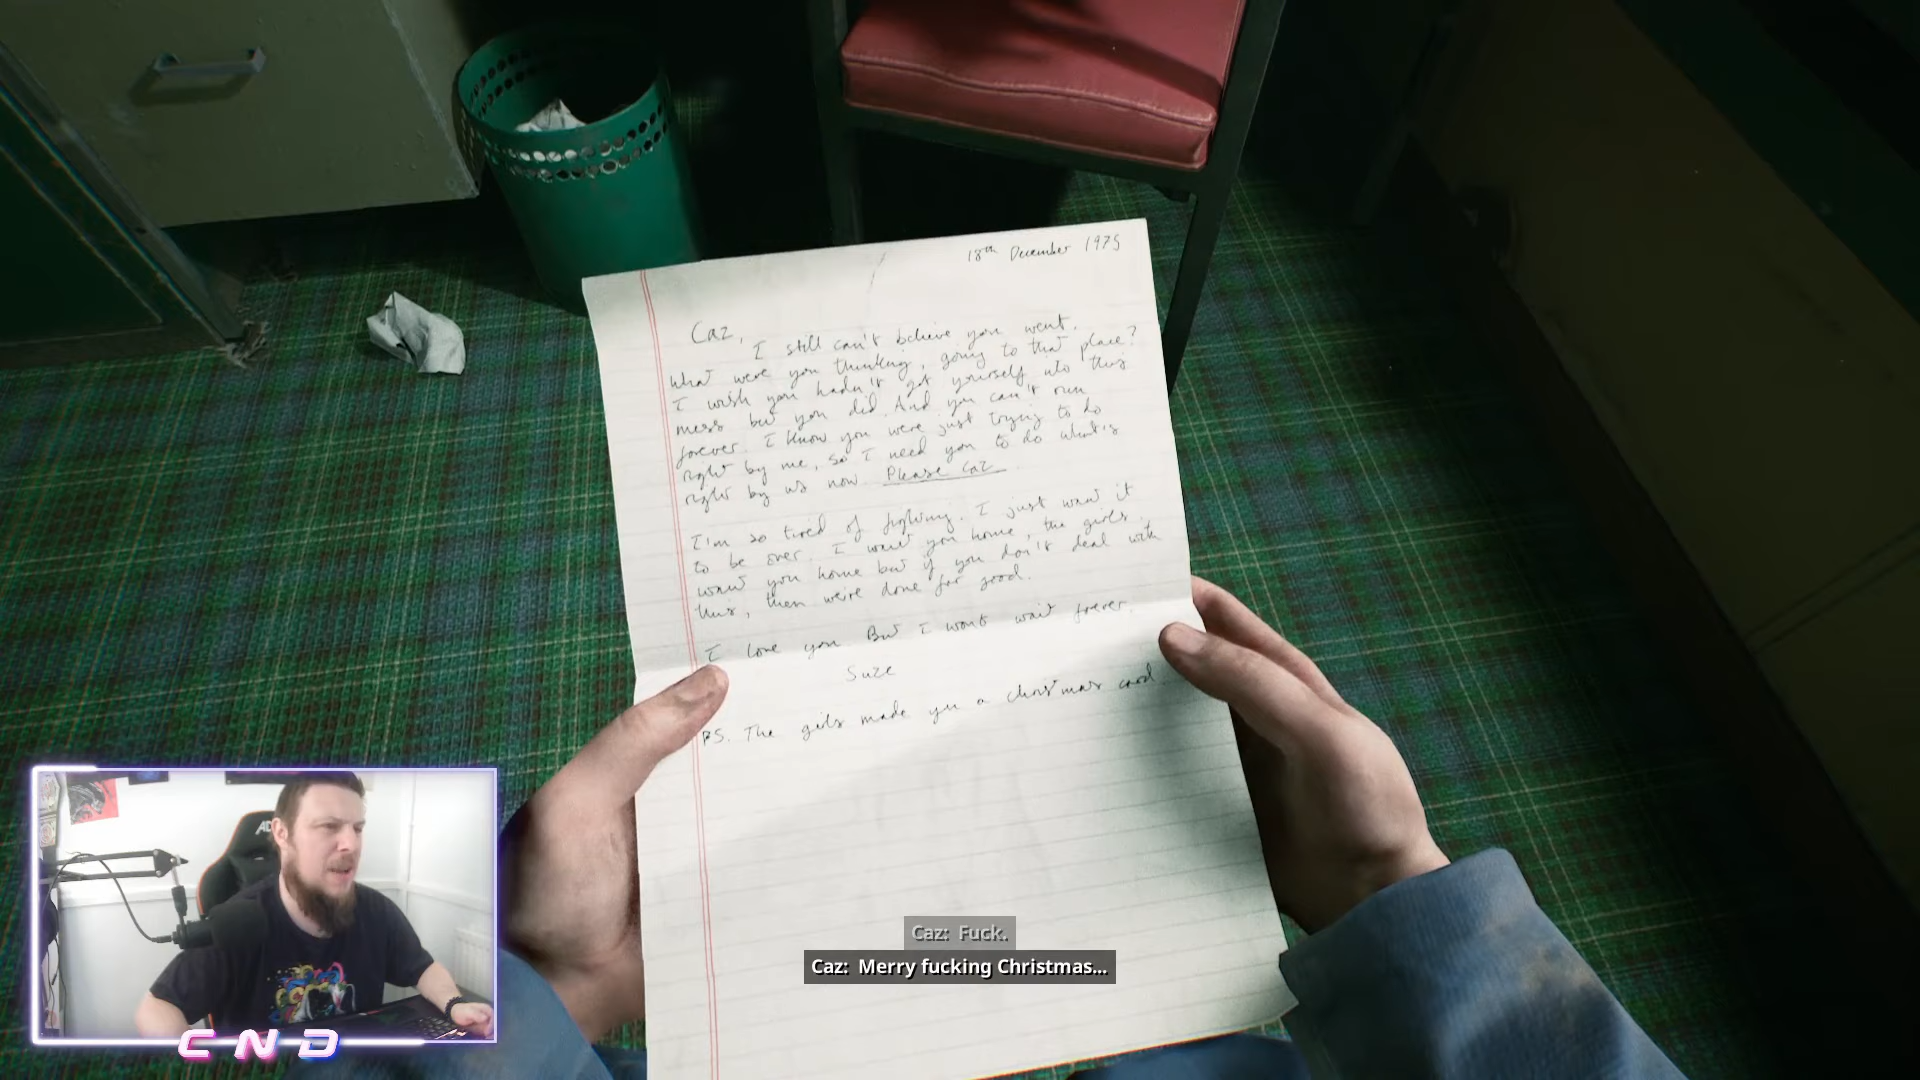 18th December 1975
Caz,
I still can't believe you went.
What were you thinking, going to that place?
I wish you hadn't got yourself into this
mess but you did. And you can't run
forever. I know you were just trying to do
right by me, so I need you to do what's
right by us now. Please Caz.
I'm so tired of fighting. I just want it
to be over. I want you home, the girls
want you home but if you don't deal with
this, then we're done for good.
I love you But I wont wait forever.
Suze
P.S. The girls made you a christmas card.
Caz: Fuck.
Caz: Merry fucking Christmas...
CND